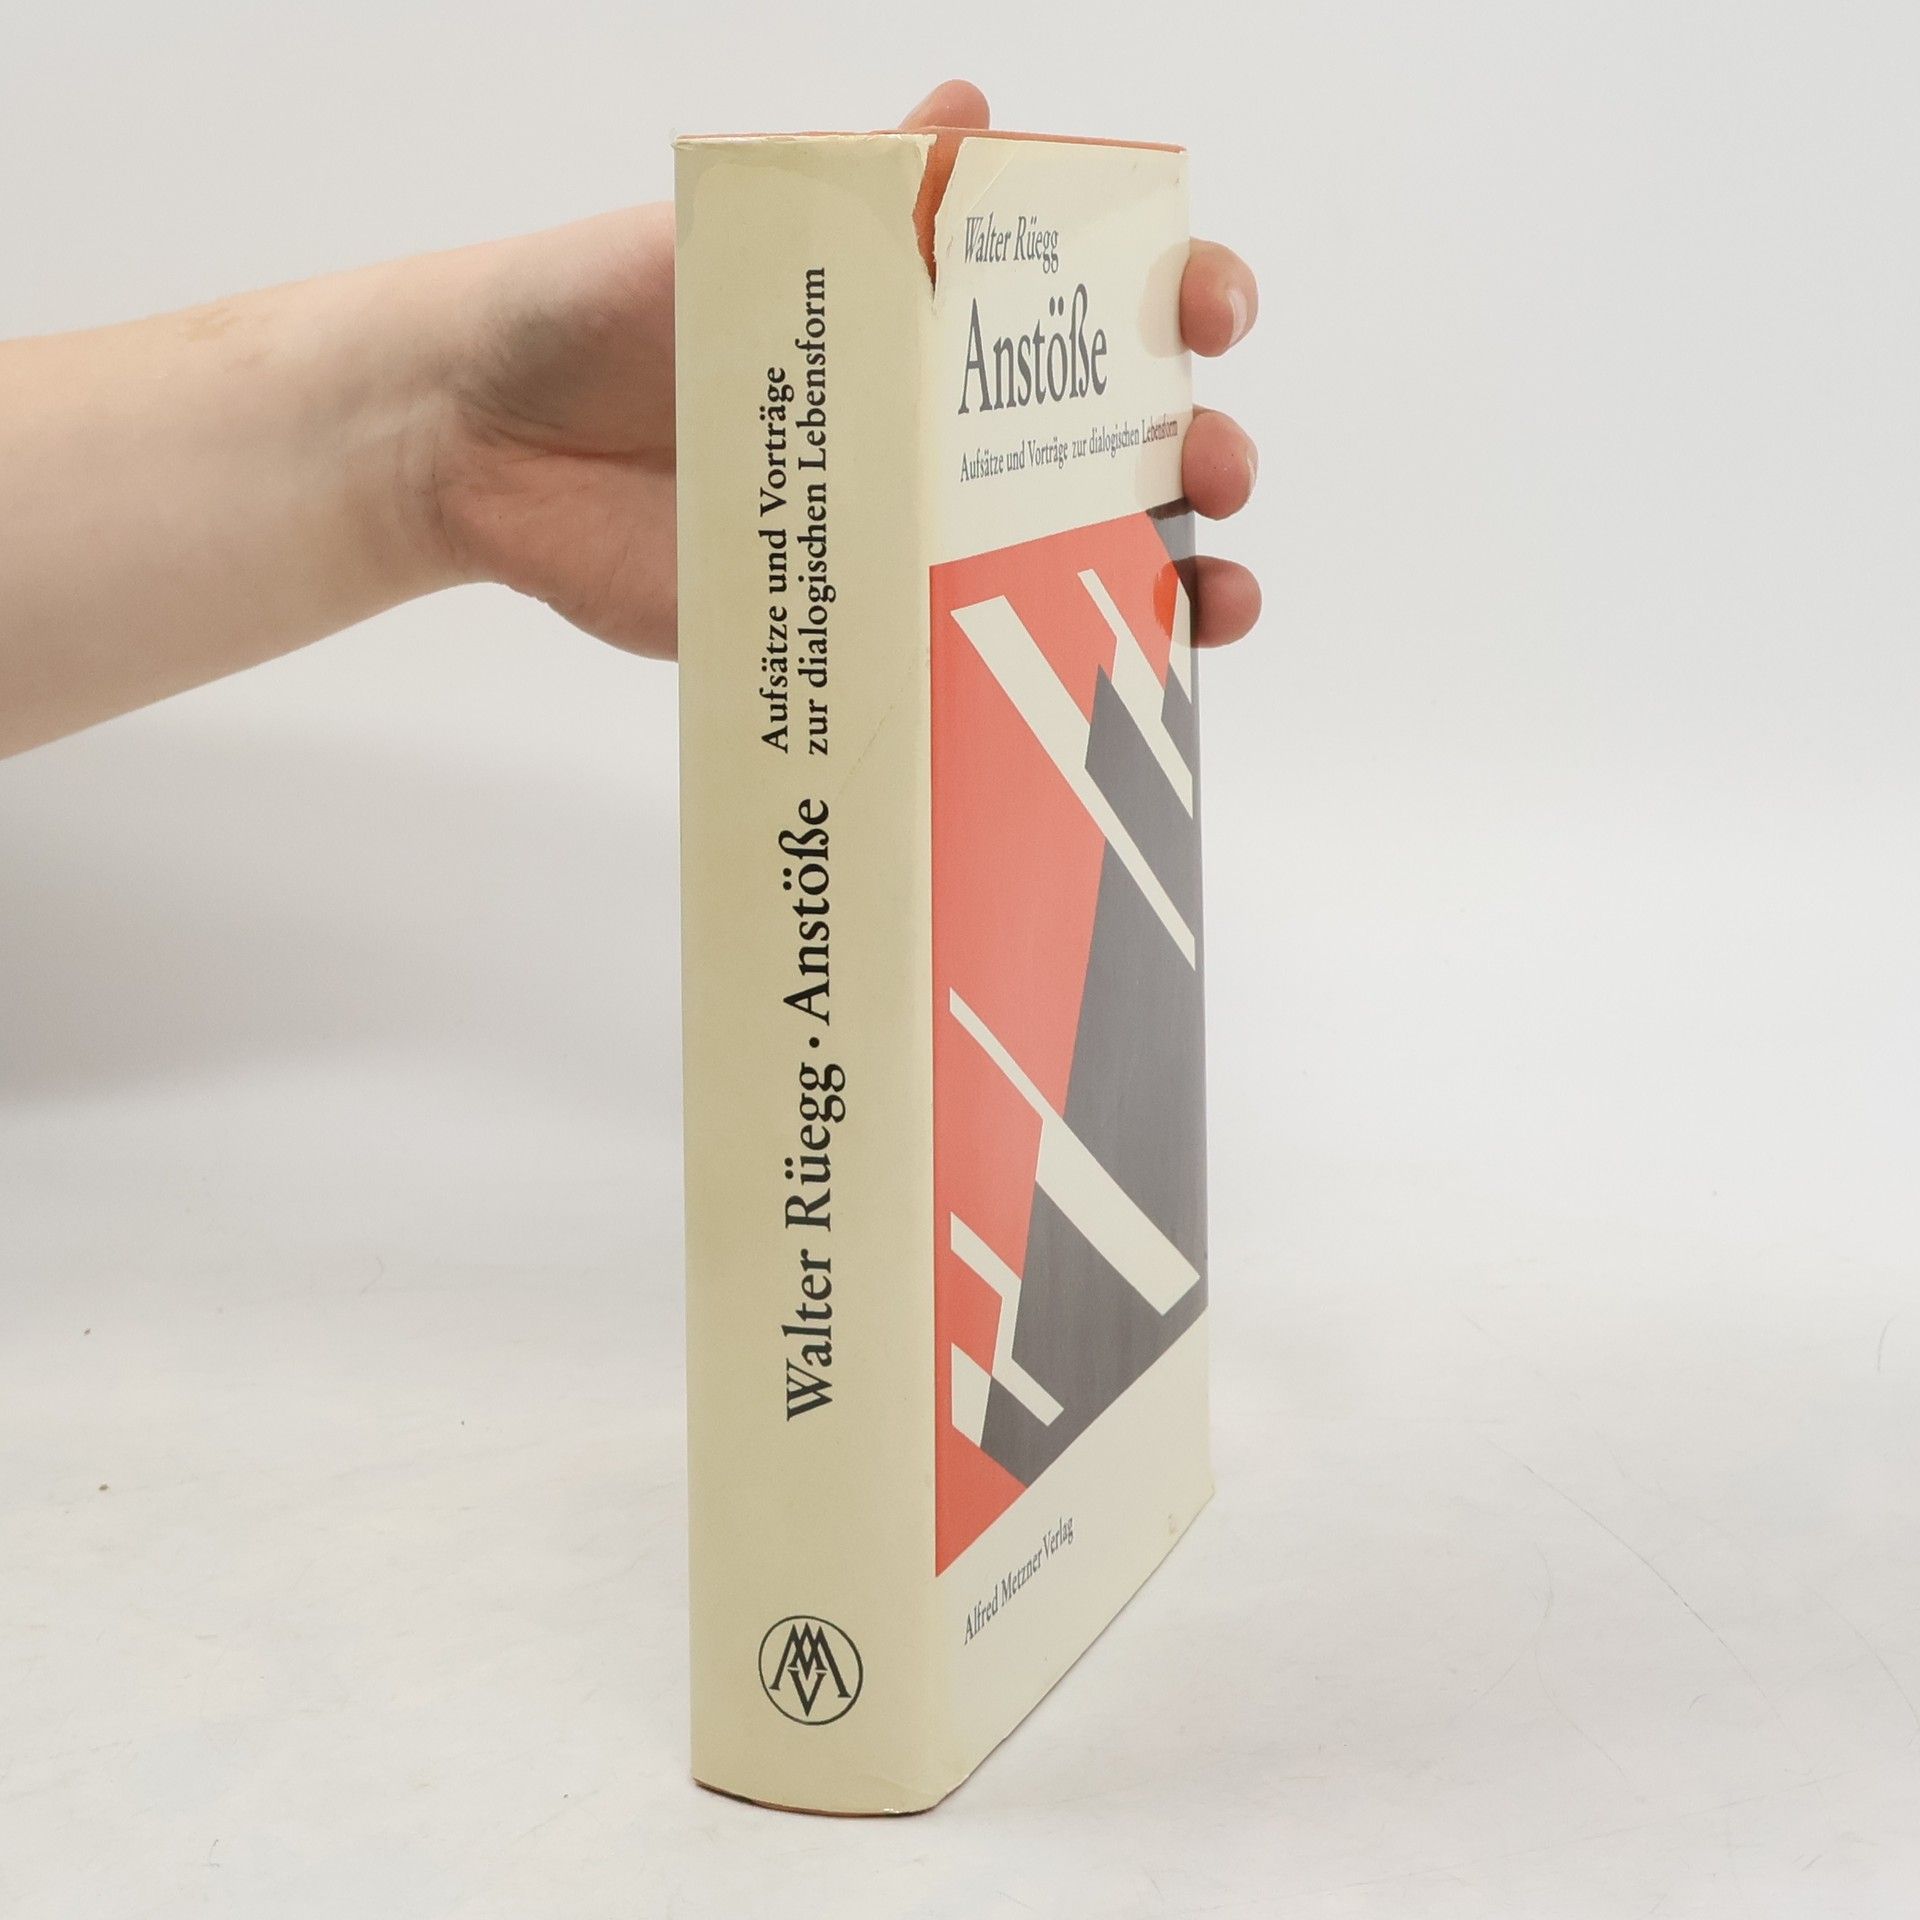 Walter Rüegg · Anstöße
Aufsätze und Vorträge
zur dialogischen Lebensform
Walter Rüegg
Anstöße
Aufsätze und Vorträge zur dialogischen Lebensform
Alfred Metzner Verlag